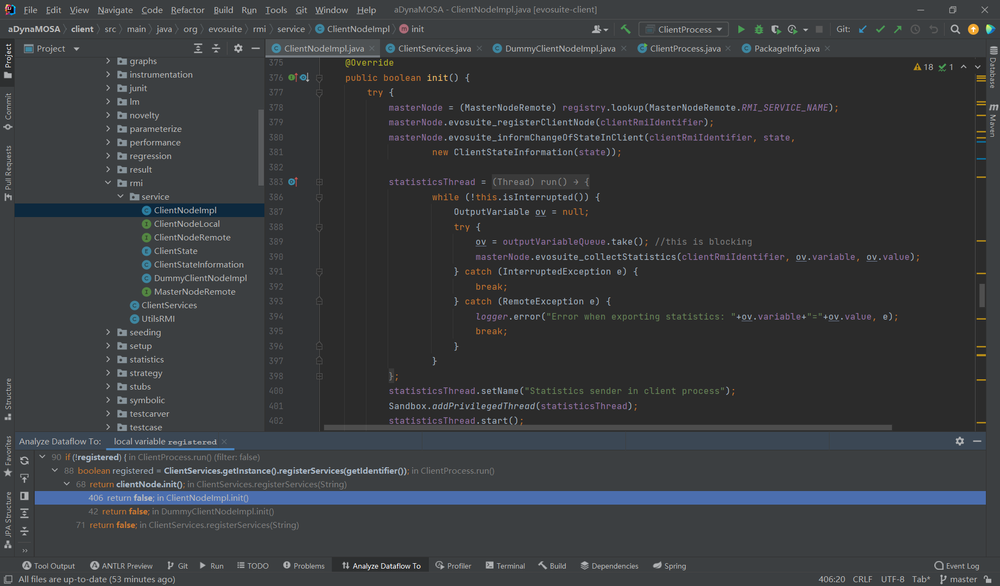 File Edit View Navigate Code Refactor Build Run Tools Git Window Help aDynaMOSA - ClientNodeImpl.java [evosuite-client]
aDynaMOSA client src main java org evosuite rmi service ClientNodeImpl init ClientProcess Git:
Project
ClientNodeImpl.java ClientServices.java DummyClientNodeImpl.java ClientProcess.java PackageInfo.java
graphs
instrumentation
junit
lm
novelty
parameterize
performance
regression
result
rmi
service
ClientNodeImpl
ClientNodeLocal
ClientNodeRemote
ClientState
ClientStateInformation
DummyClientNodeImpl
MasterNodeRemote
ClientServices
UtilsRMI
seeding
setup
statistics
strategy
stubs
symbolic
testcarver
testcase
18 1
375 @Override
376 public boolean init() {
377 try {
378 masterNode = (MasterNodeRemote) registry.lookup(MasterNodeRemote.RMI_SERVICE_NAME);
379 masterNode.evosuite_registerClientNode(clientRmiIdentifier);
380 masterNode.evosuite_informChangeOfStateInClient(clientRmiIdentifier, state,
381 new ClientStateInformation(state));
382
383 statisticsThread = (Thread) run() → {
386 while (!this.isInterrupted()) {
387 OutputVariable ov = null;
388 try {
389 ov = outputVariableQueue.take(); //this is blocking
390 masterNode.evosuite_collectStatistics(clientRmiIdentifier, ov.variable, ov.value);
391 } catch (InterruptedException e) {
392 break;
393 } catch (RemoteException e) {
394 logger.error("Error when exporting statistics: "+ov.variable+"="+ov.value, e);
395 break;
396 }
397 }
398 };
400 statisticsThread.setName("Statistics sender in client process");
401 Sandbox.addPrivilegedThread(statisticsThread);
402 statisticsThread.start();
Project
Commit
Pull Requests
Structure
Favorites
JPA Structure
Database
Maven
Analyze Dataflow To: local variable registered
90 if (!registered) { in ClientProcess.run() (filter: false)
88 boolean registered = ClientServices.getInstance().registerServices(getIdentifier()); in ClientProcess.run()
68 return clientNode.init(); in ClientServices.registerServices(String)
406 return false; in ClientNodeImpl.init()
42 return false; in DummyClientNodeImpl.init()
71 return false; in ClientServices.registerServices(String)
Tool Output ANTLR Preview Git Run TODO Problems Analyze Dataflow To Profiler Terminal Build Dependencies Spring Event Log
All files are up-to-date (53 minutes ago) 406:20 CRLF UTF-8 Tab* master